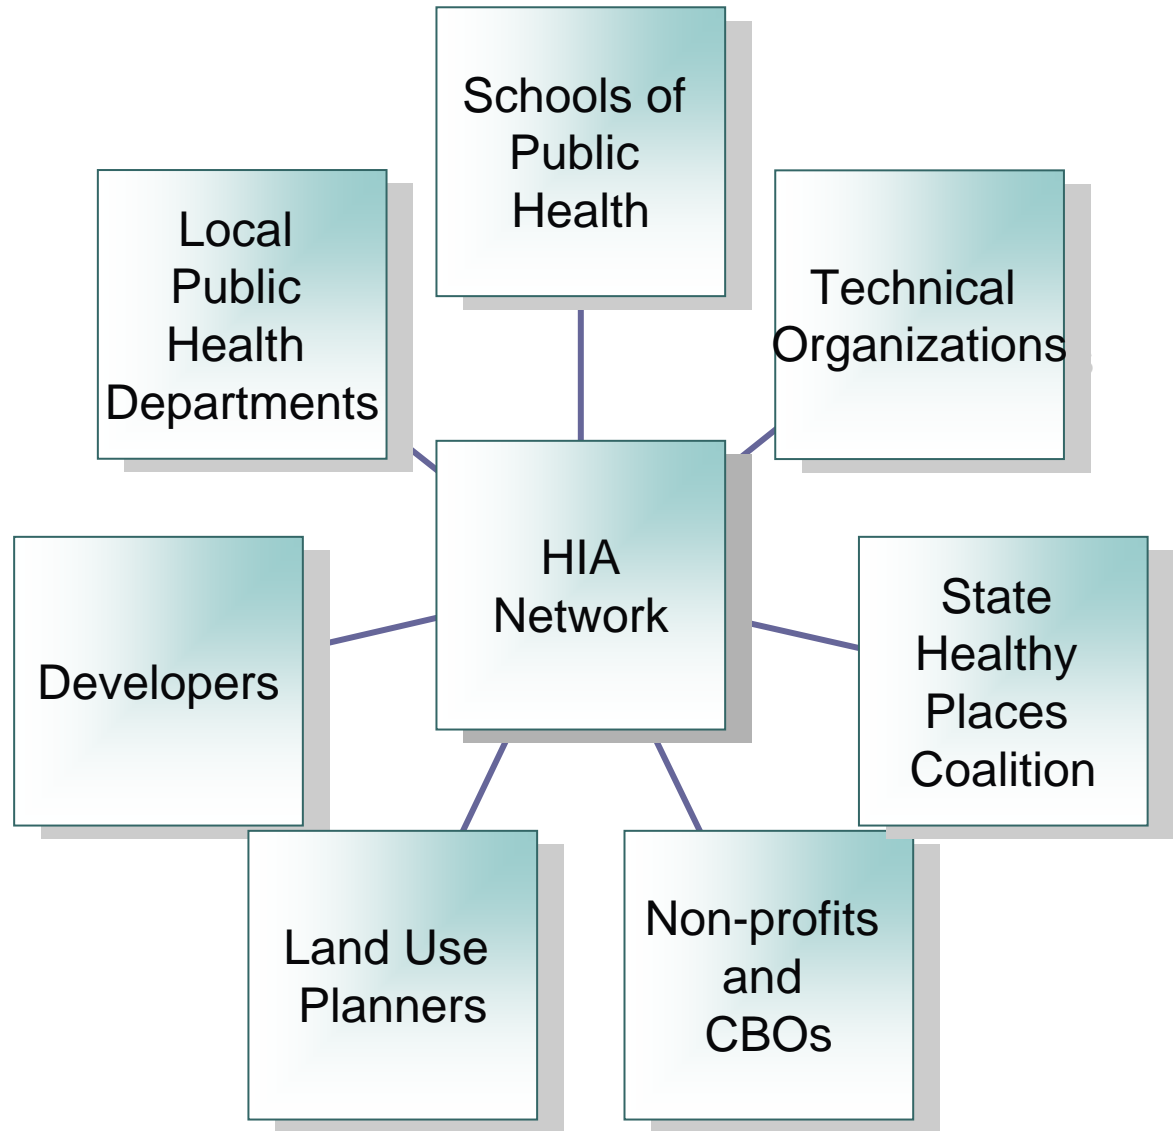 Schools of
Public
Health
Local
Public
Health
Departments
Technical
Organizations
HIA
Network
State
Healthy
Places
Coalition
Developers
Land Use
Planners
Non-profits
and
CBOs